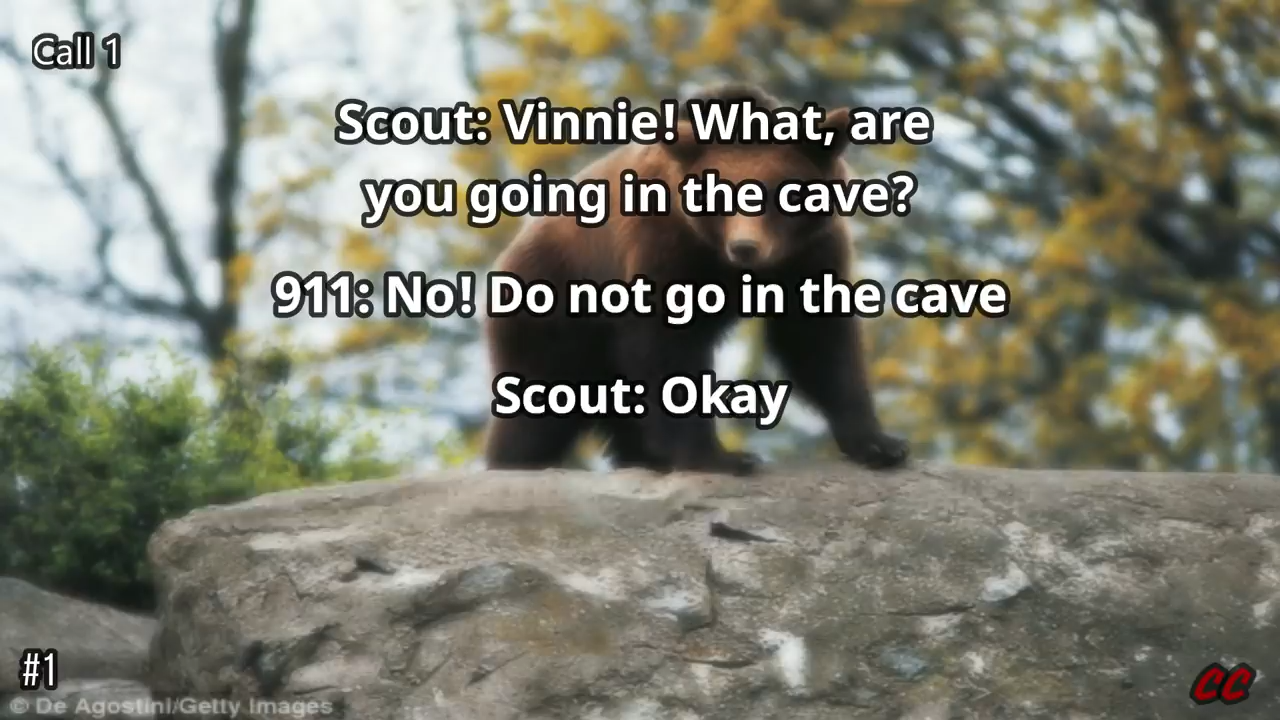 Call 1
Scout: Vinnie! What, are
you going in the cave?
911: No! Do not go in the cave
Scout: Okay
#1
CC
© De Agostini/Getty Images